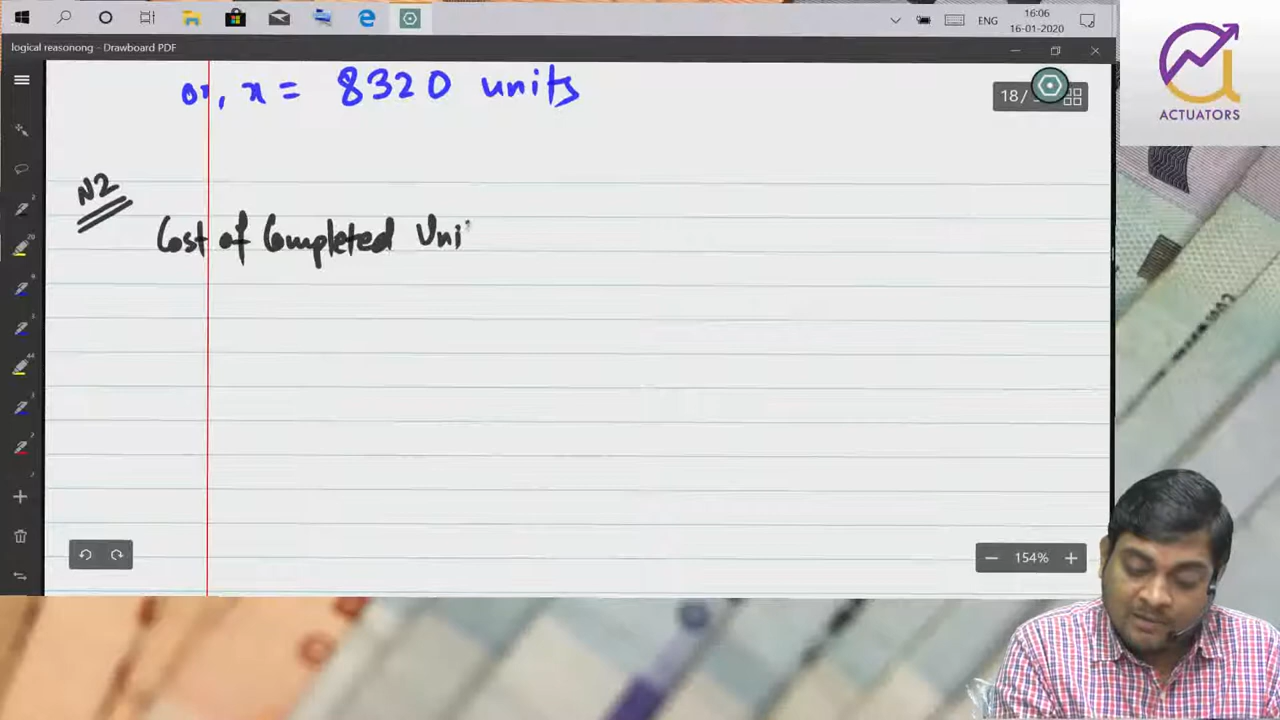 16:06
ENG
16-01-2020
logical reasonong - Drawboard PDF
or, x = 8320 units
18 /
ACTUATORS
N2
Cost of Completed Uni
154%